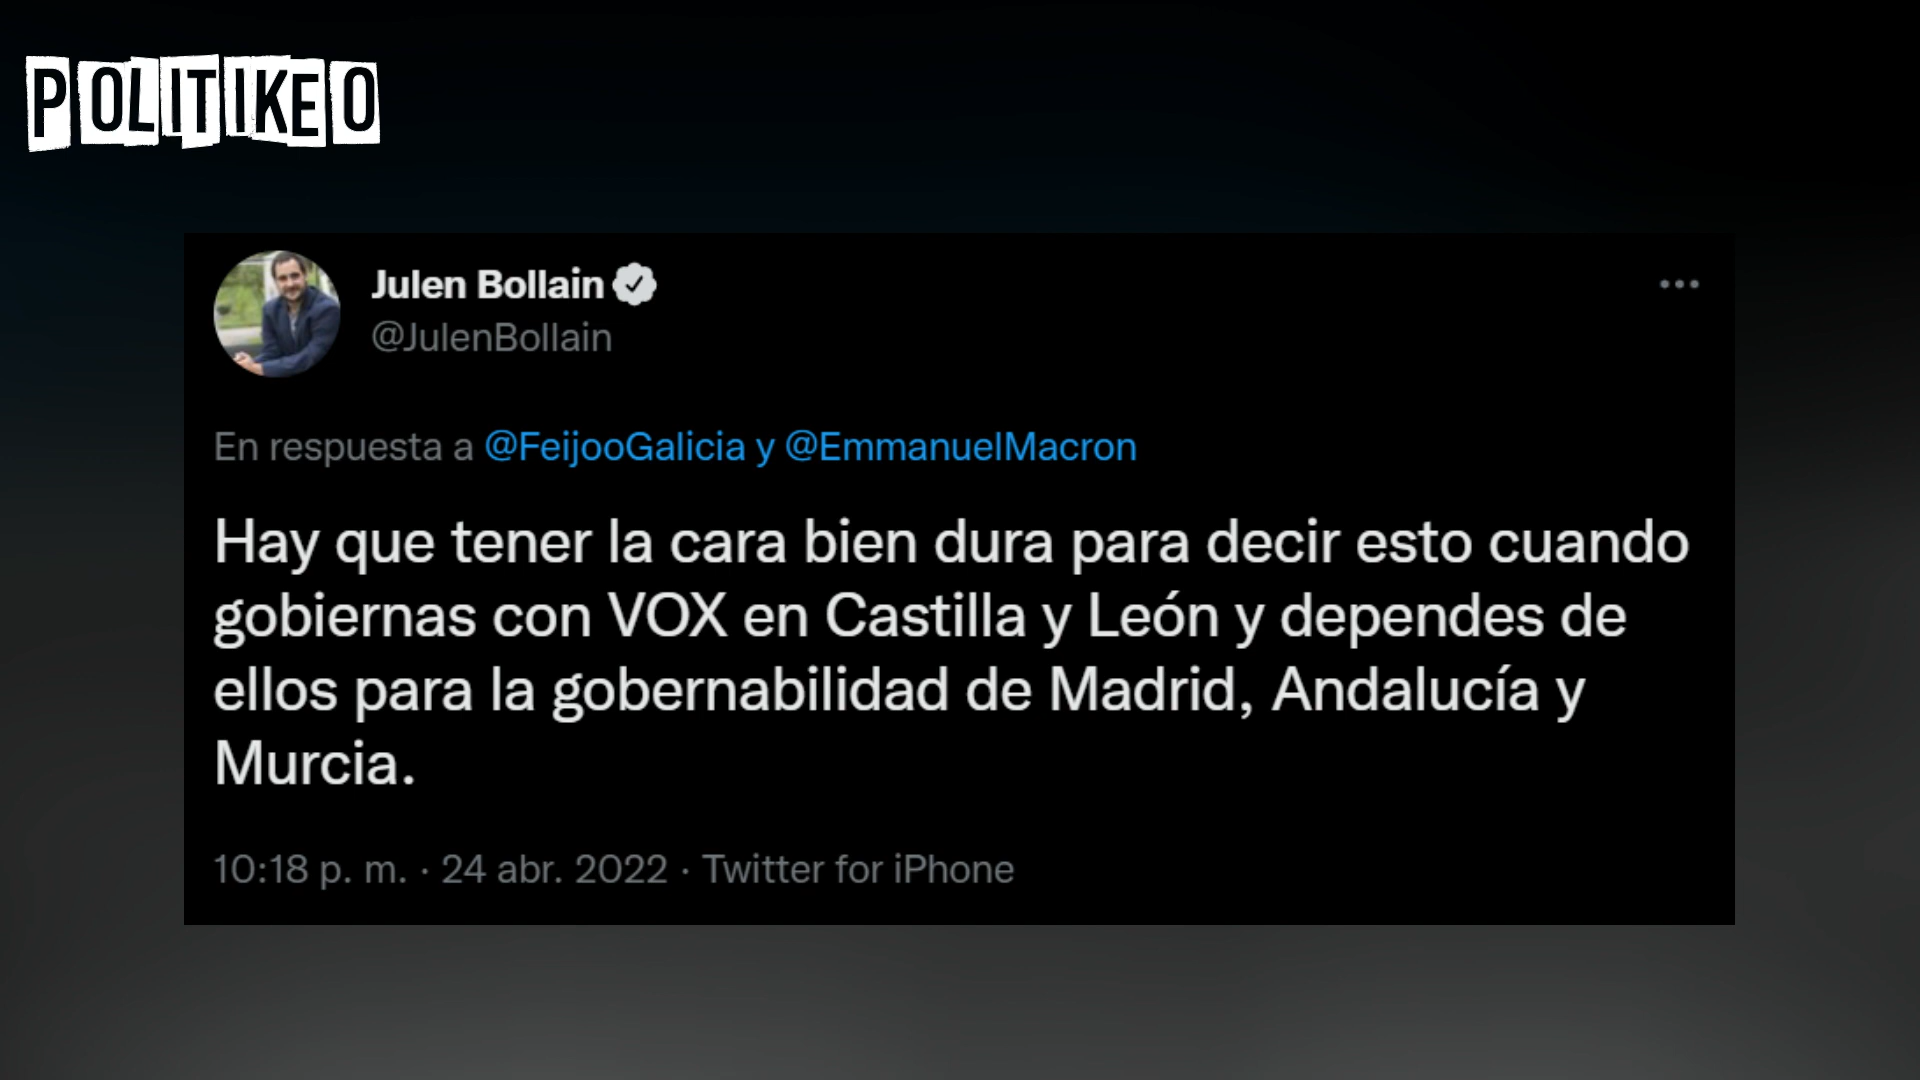 POLITIKEO
Julen Bollain
@JulenBollain
En respuesta a @FeijooGalicia y @EmmanuelMacron
Hay que tener la cara bien dura para decir esto cuando
gobiernas con VOX en Castilla y León y dependes de
ellos para la gobernabilidad de Madrid, Andalucía y
Murcia.
10:18 p. m. · 24 abr. 2022 · Twitter for iPhone